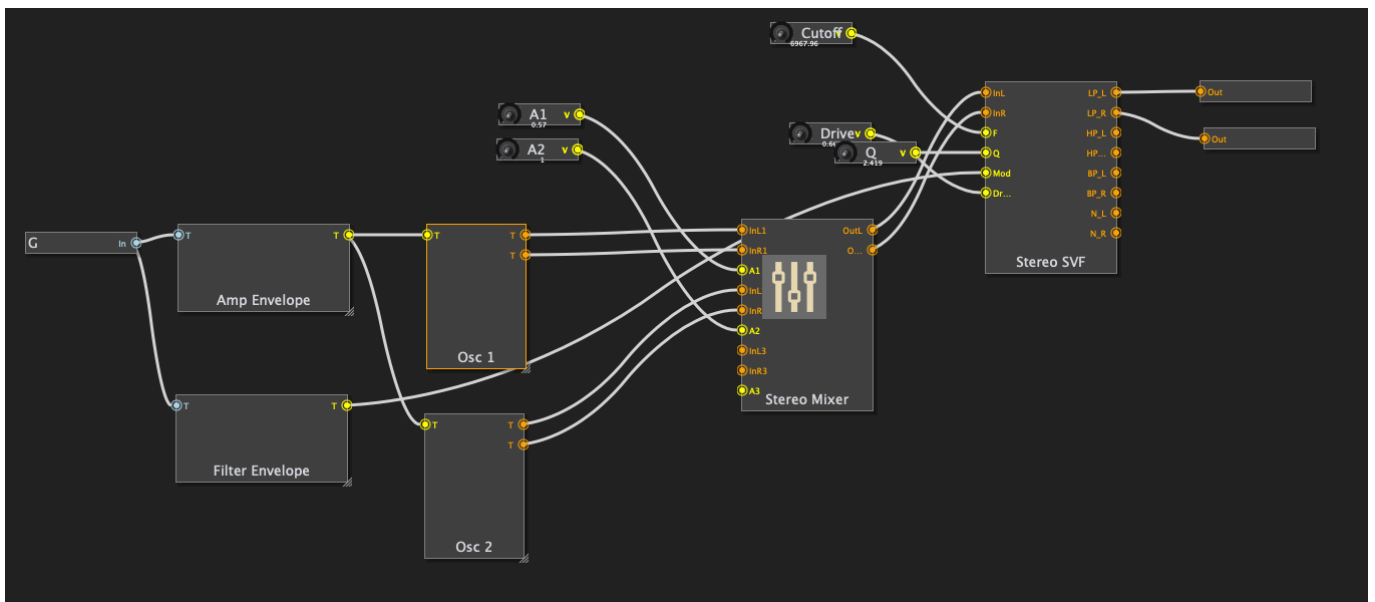 Cutoff v
6967.96
A1 v
0.57
A2 v
1
Drive v
Q v
2.419
InL LP_L
InR LP_R
F HP_L
Q HP...
Mod BP_L
Dr... BP_R
N_L
N_R
Stereo SVF
Out
Out
G In
T T
Amp Envelope
T T
T
Osc 1
InL1 OutL
InR1 O...
A1
InL
InR
A2
InL3
InR3
A3
Stereo Mixer
T T
Filter Envelope
T T
T
Osc 2